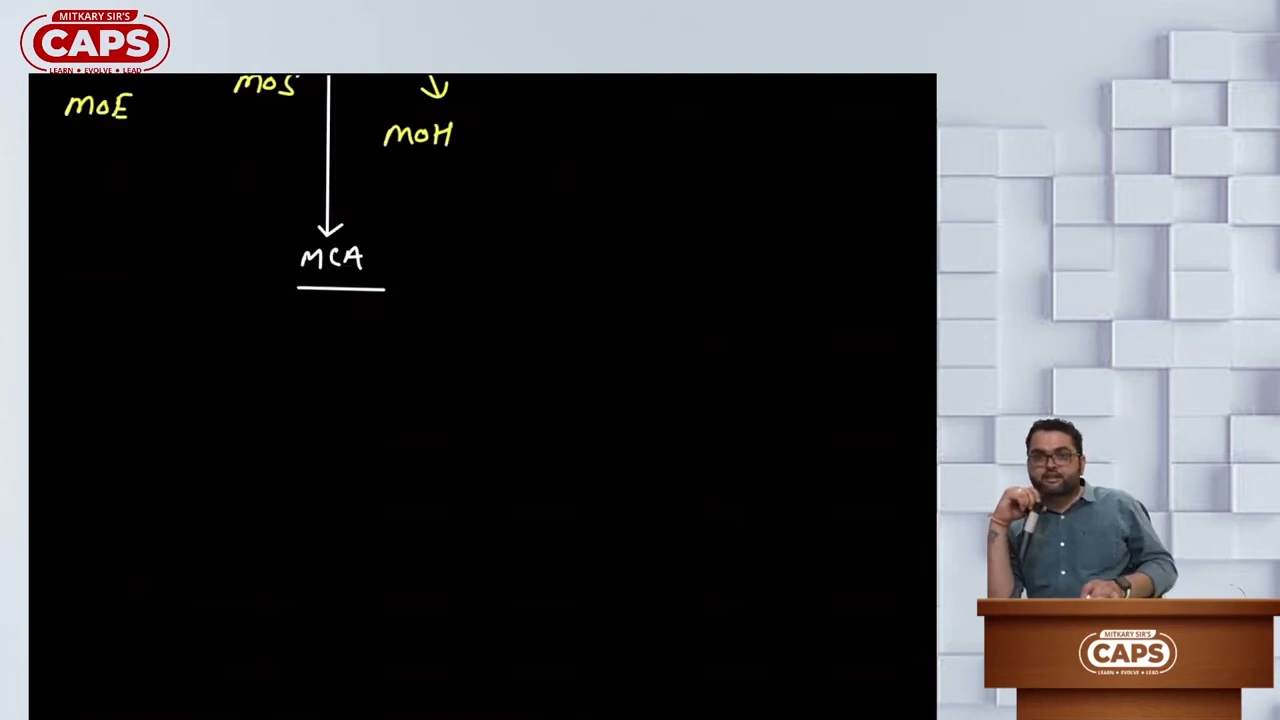 MITKARY SIR'S
CAPS
LEARN • EVOLVE • LEAD
MOS
MOE
MOH
MCA
MITKARY SIR'S
CAPS
LEARN • EVOLVE • LEAD